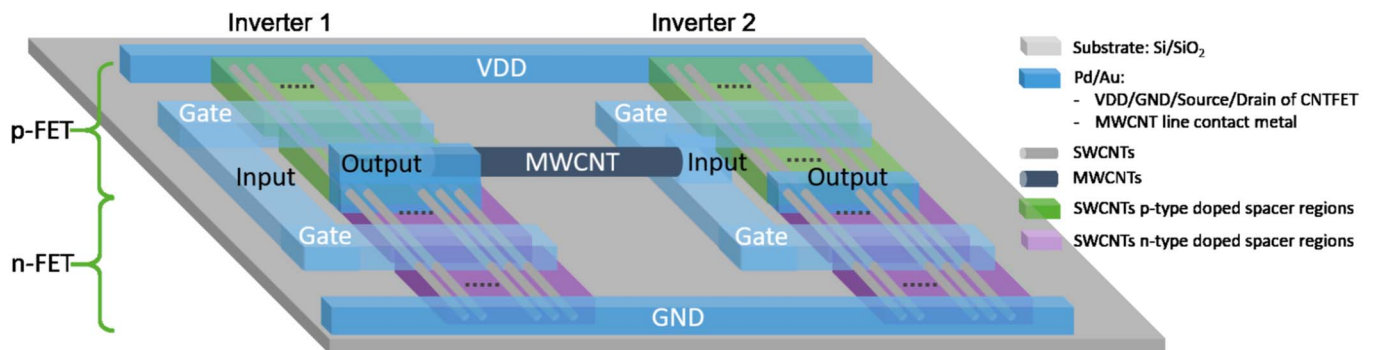 Inverter 1
Inverter 2
VDD
Gate
Gate
p-FET
Input
Output
MWCNT
Input
Output
n-FET
Gate
Gate
GND
Substrate: Si/SiO₂
Pd/Au:
- VDD/GND/Source/Drain of CNTFET
- MWCNT line contact metal
SWCNTs
MWCNTs
SWCNTs p-type doped spacer regions
SWCNTs n-type doped spacer regions